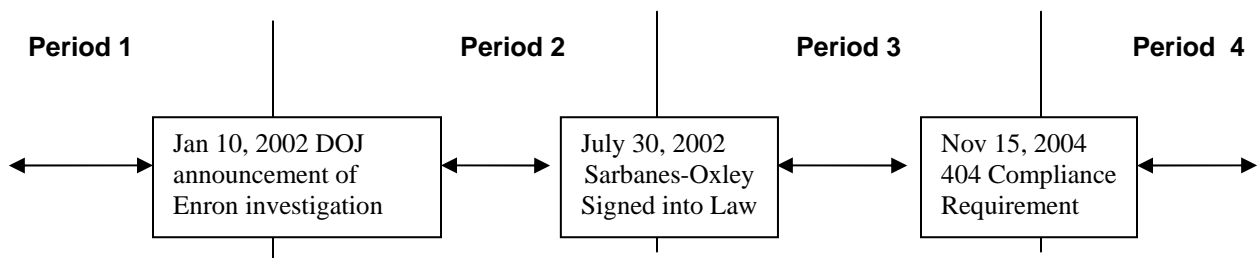 Period 1
Period 2
Period 3
Period 4
Jan 10, 2002 DOJ
announcement of
Enron investigation
July 30, 2002
Sarbanes-Oxley
Signed into Law
Nov 15, 2004
404 Compliance
Requirement